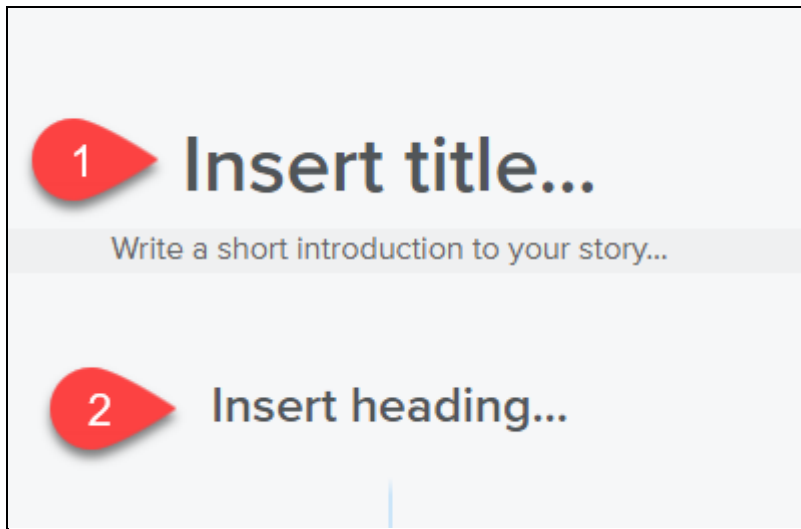 1
Insert title...
Write a short introduction to your story...
2
Insert heading...